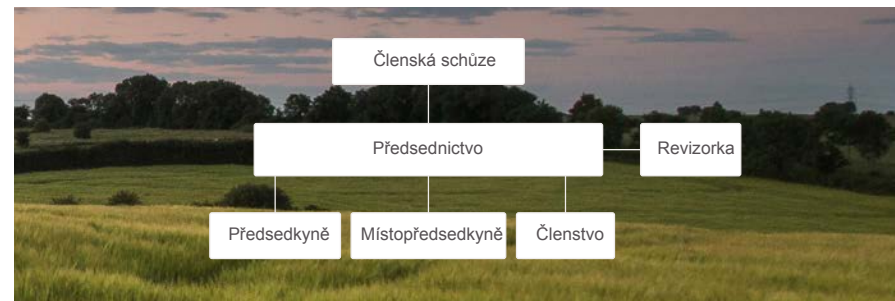 Členská schůze
Předsednictvo
Revizorka
Předsedkyně
Místopředsedkyně
Členstvo